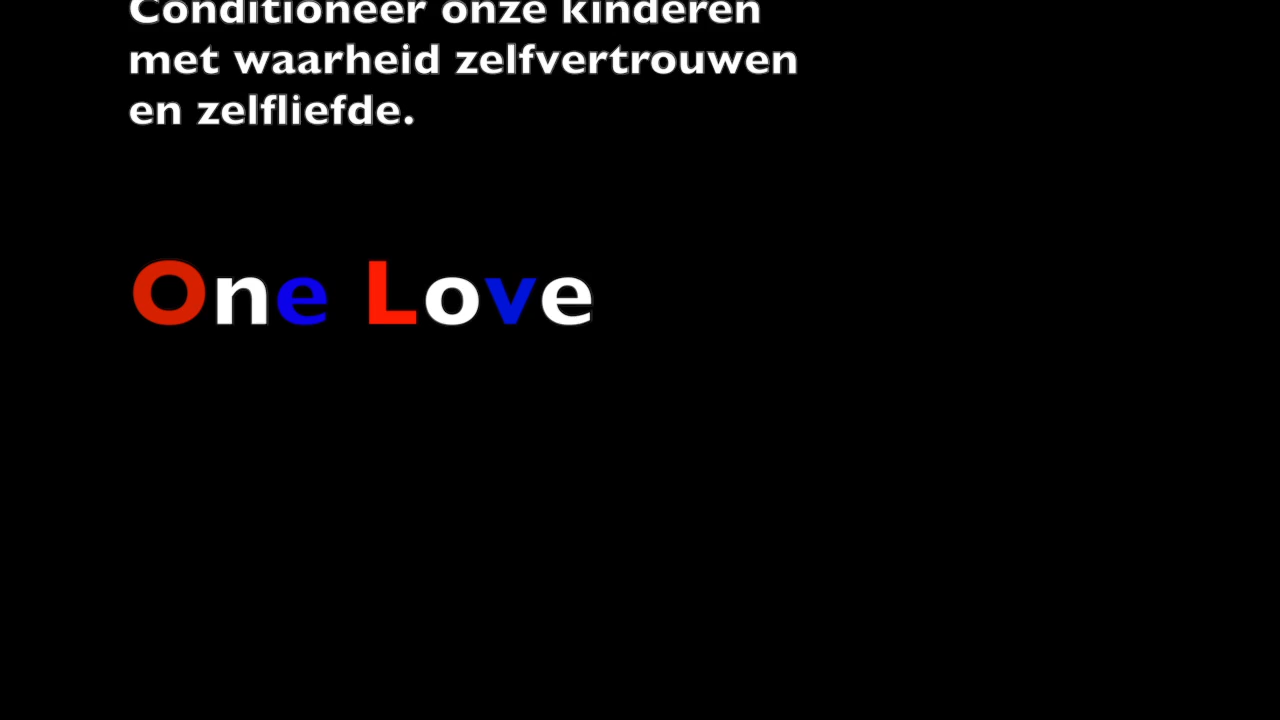 Conditioneer onze kinderen
met waarheid zelfvertrouwen
en zelfliefde.
One Love